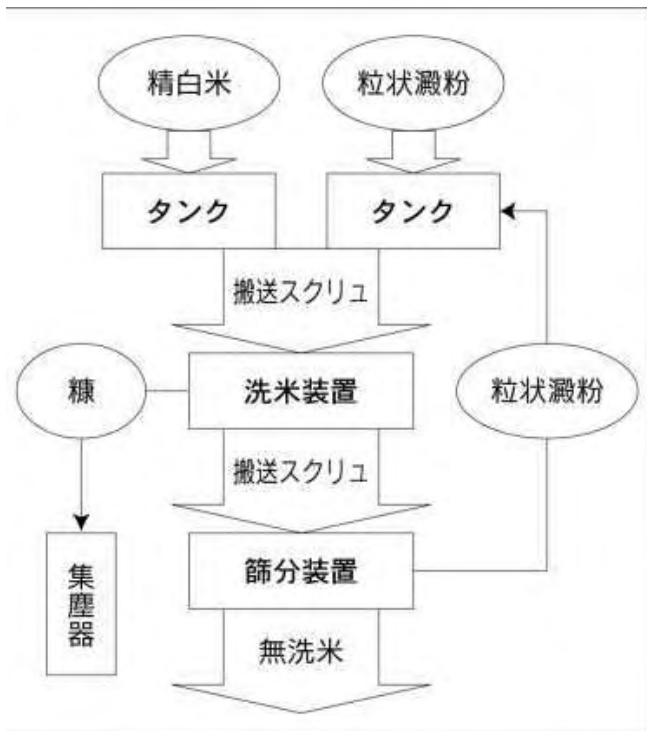 精白米
粒状澱粉
タンク
タンク
搬送スクリュ
糠
洗米装置
粒状澱粉
搬送スクリュ
集塵器
篩分装置
無洗米